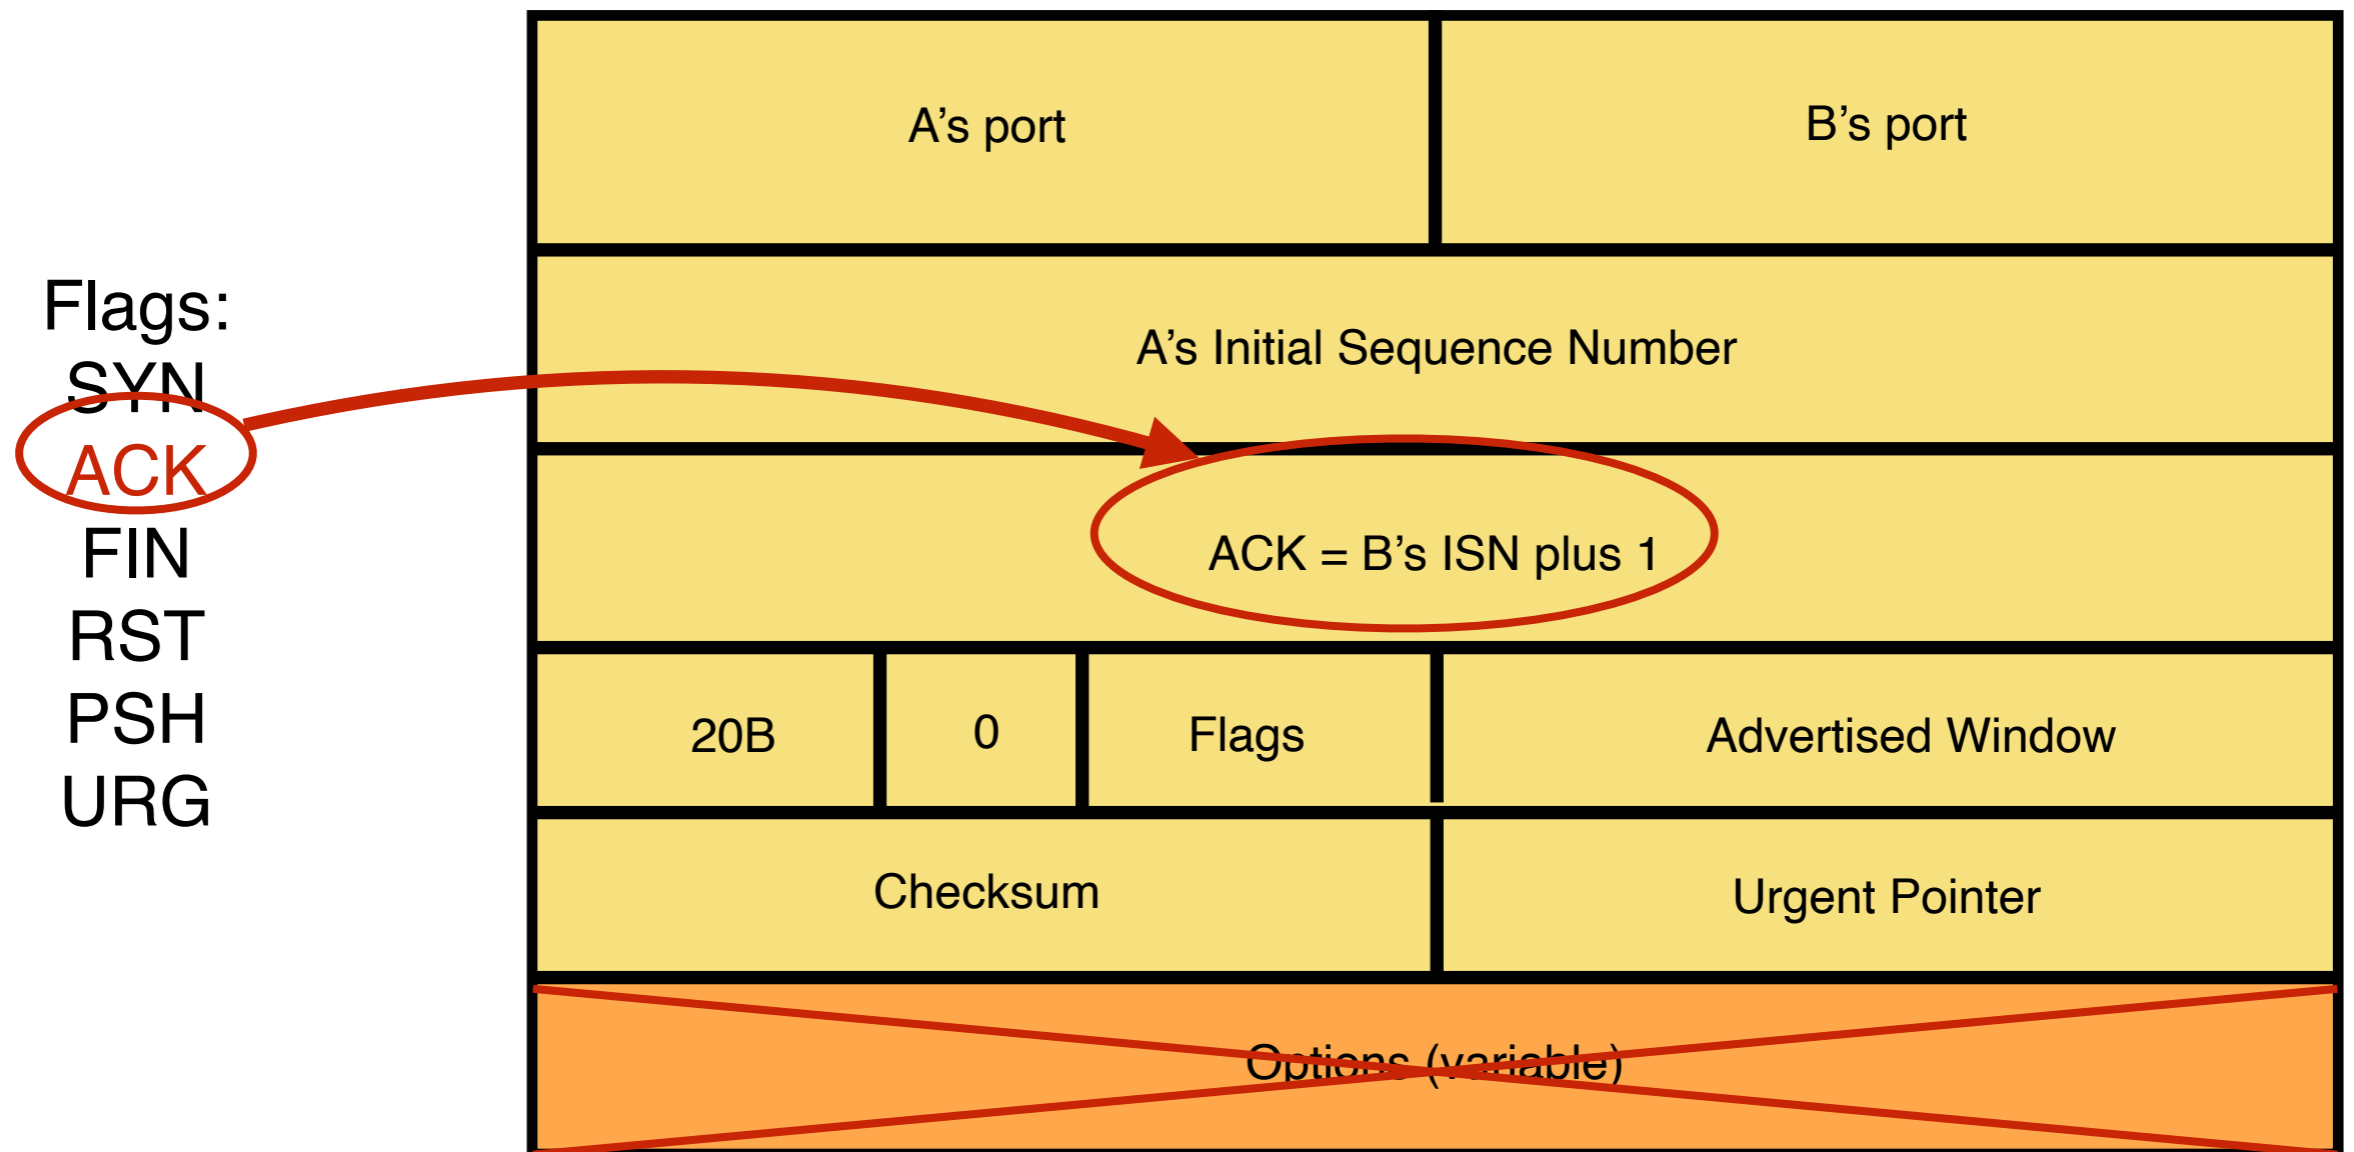 Flags:
SYN
ACK
FIN
RST
PSH
URG
A’s port
B’s port
A’s Initial Sequence Number
ACK = B’s ISN plus 1
20B
0
Flags
Advertised Window
Checksum
Urgent Pointer
Options (variable)